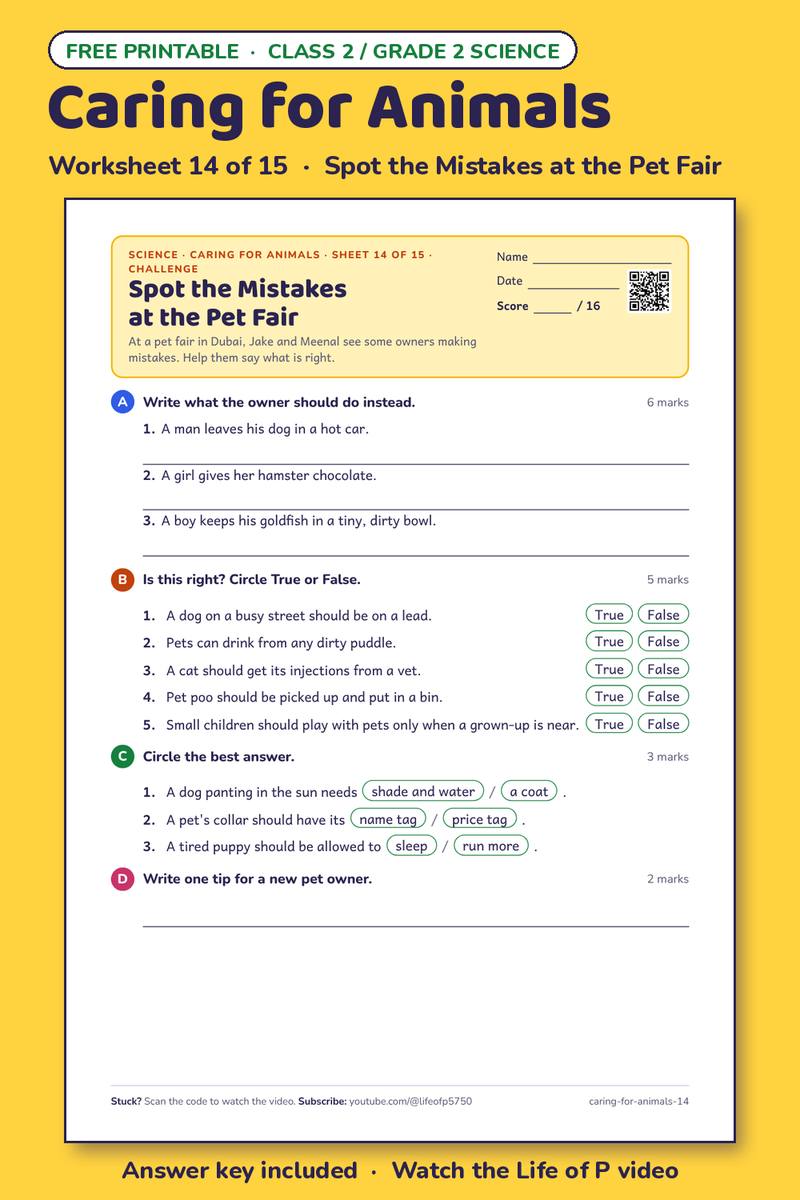 FREE PRINTABLE · CLASS 2 / GRADE 2 SCIENCE
Caring for Animals
Worksheet 14 of 15 · Spot the Mistakes at the Pet Fair
SCIENCE · CARING FOR ANIMALS · SHEET 14 OF 15 ·
CHALLENGE
Spot the Mistakes
at the Pet Fair
At a pet fair in Dubai, Jake and Meenal see some owners making
mistakes. Help them say what is right.
Name
Date
Score / 16
A Write what the owner should do instead. 6 marks
1. A man leaves his dog in a hot car.
2. A girl gives her hamster chocolate.
3. A boy keeps his goldfish in a tiny, dirty bowl.
B Is this right? Circle True or False. 5 marks
1. A dog on a busy street should be on a lead. True False
2. Pets can drink from any dirty puddle. True False
3. A cat should get its injections from a vet. True False
4. Pet poo should be picked up and put in a bin. True False
5. Small children should play with pets only when a grown-up is near. True False
C Circle the best answer. 3 marks
1. A dog panting in the sun needs shade and water / a coat .
2. A pet's collar should have its name tag / price tag .
3. A tired puppy should be allowed to sleep / run more .
D Write one tip for a new pet owner. 2 marks
Stuck? Scan the code to watch the video. Subscribe: youtube.com/@lifeofp5750
caring-for-animals-14
Answer key included · Watch the Life of P video